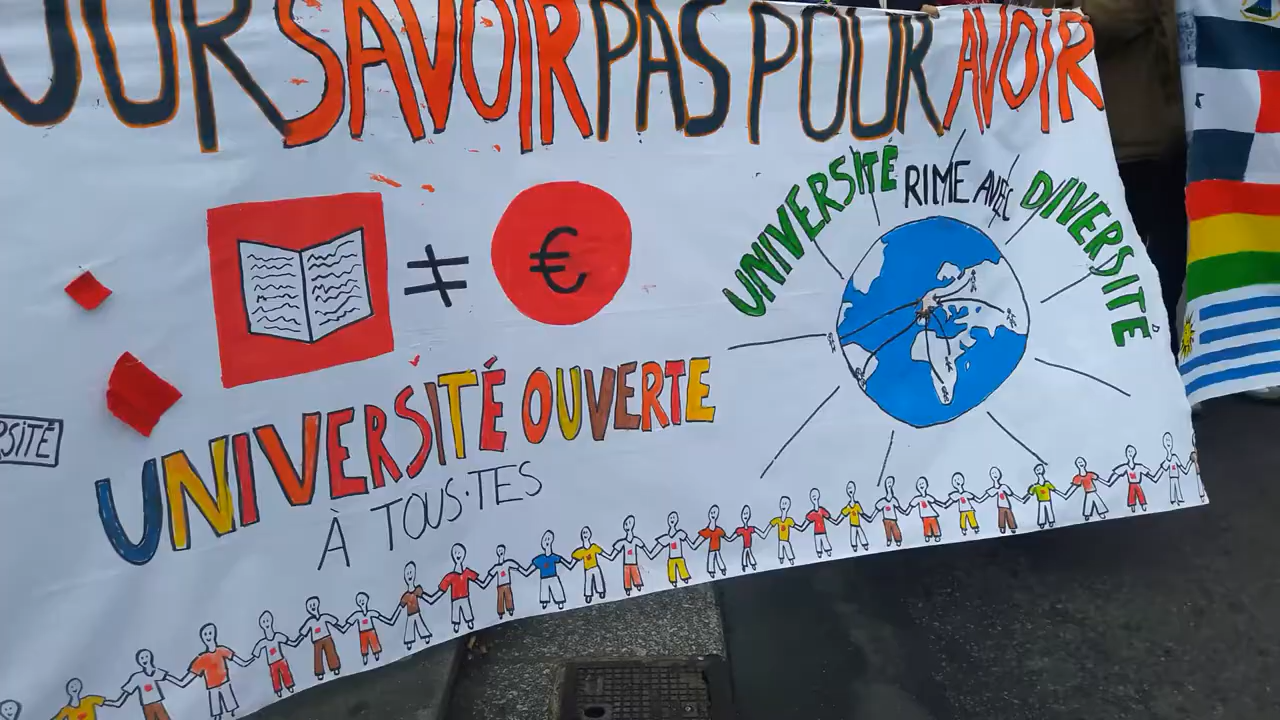 SAVOIR PAS POUR AVOIR
UNIVERSITÉ RIME AVEC DIVERSITÉ
≠ €
UNIVERSITÉ OUVERTE
À TOUS·TES